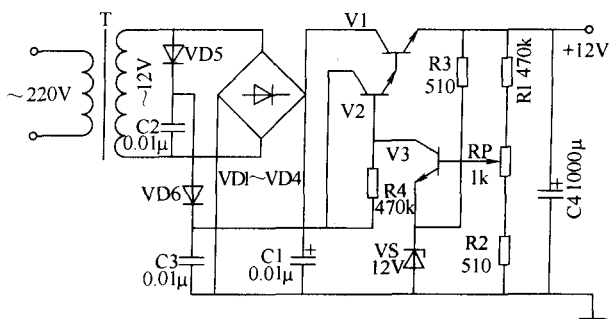 T
V1
+12V
VD5
R3
510
R1 470k
~220V
~12V
V2
C2
0.01μ
V3
RP
1k
VD6
VD1~VD4
R4
470k
C4 1000μ
C3
0.01μ
C1
0.01μ
VS
12V
R2
510
+
+